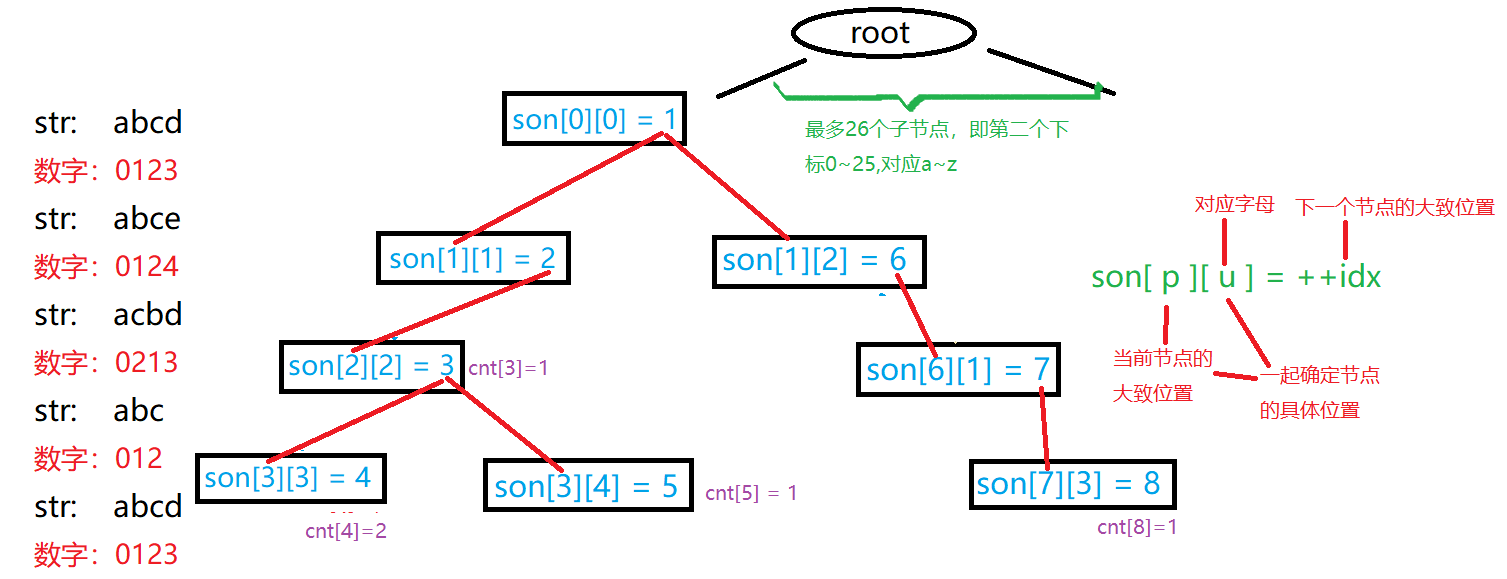 root
str: abcd
数字：0123
str: abce
数字：0124
str: acbd
数字：0213
str: abc
数字：012
str: abcd
数字：0123
son[0][0] = 1
最多26个子节点，即第二个下
标0~25,对应a~z
son[1][1] = 2
son[1][2] = 6
son[2][2] = 3
cnt[3]=1
son[6][1] = 7
son[3][3] = 4
cnt[4]=2
son[3][4] = 5
cnt[5] = 1
son[7][3] = 8
cnt[8]=1
对应字母
下一个节点的大致位置
son[ p ][ u ] = ++idx
当前节点的
大致位置
一起确定节点
的具体位置